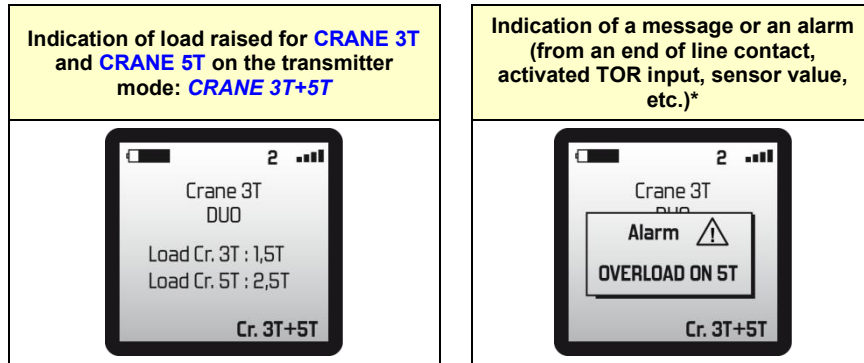 Indication of load raised for CRANE 3T
and CRANE 5T on the transmitter
mode: CRANE 3T+5T
2
Crane 3T
DUO
Load Cr. 3T : 1,5T
Load Cr. 5T : 2,5T
Cr. 3T+5T
Indication of a message or an alarm
(from an end of line contact,
activated TOR input, sensor value,
etc.)*
2
Crane 3T
DUO
Alarm
OVERLOAD ON 5T
Cr. 3T+5T